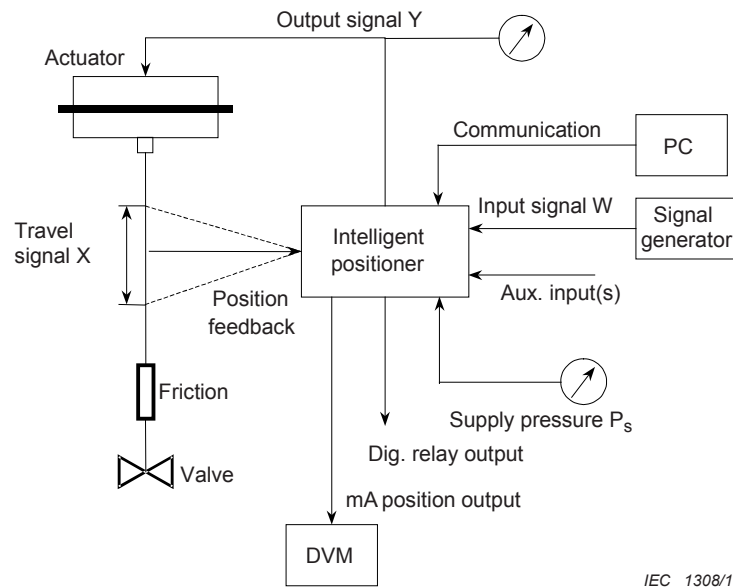 Output signal Y
Actuator
Communication
PC
Travel
signal X
Input signal W
Signal
generator
Intelligent
positioner
Aux. input(s)
Position
feedback
Friction
Supply pressure Ps
Dig. relay output
Valve
mA position output
DVM
IEC 1308/1